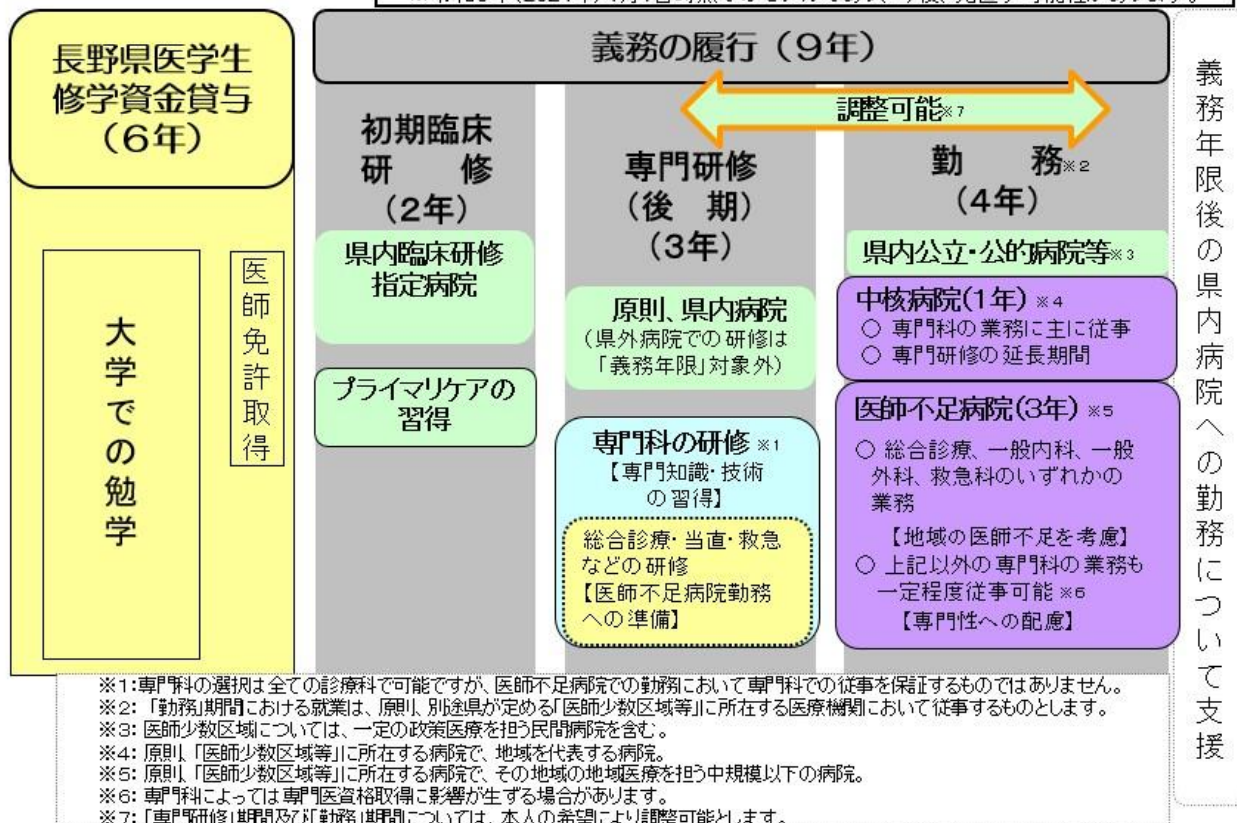 長野県医学生
修学資金貸与
(6年)
大学での勉学
医師免許取得
義務の履行(9年)
調整可能※7
初期臨床
研　修
(2年)
県内臨床研修
指定病院
プライマリケアの
習得
専門研修
(後　期)
(3年)
原則、県内病院
(県外病院での研修は
「義務年限」対象外)
専門科の研修 ※1
【専門知識・技術
の習得】
総合診療・当直・救急
などの研修
【医師不足病院勤務
への準備】
勤　務※2
(4年)
県内公立・公的病院等※3
中核病院(1年) ※4
○ 専門科の業務に主に従事
○ 専門研修の延長期間
医師不足病院(3年) ※5
○ 総合診療、一般内科、一般
外科、救急科のいずれかの
業務
【地域の医師不足を考慮】
○ 上記以外の専門科の業務も
一定程度従事可能 ※6
【専門性への配慮】
義務年限後の県内病院への勤務について支援
※1:専門科の選択は全ての診療科で可能ですが、医師不足病院での勤務において専門科での従事を保証するものではありません。
※2: 「勤務」期間における就業は、原則、別途県が定める「医師少数区域等」に所在する医療機関において従事するものとします。
※3: 医師少数区域については、一定の政策医療を担う民間病院を含む。
※4: 原則、「医師少数区域等」に所在する病院で、地域を代表する病院。
※5: 原則、「医師少数区域等」に所在する病院で、その地域の地域医療を担う中規模以下の病院。
※6: 専門科によっては専門医資格取得に影響が生ずる場合があります。
※7: 「専門研修」期間及び「勤務」期間については、本人の希望により調整可能とします。